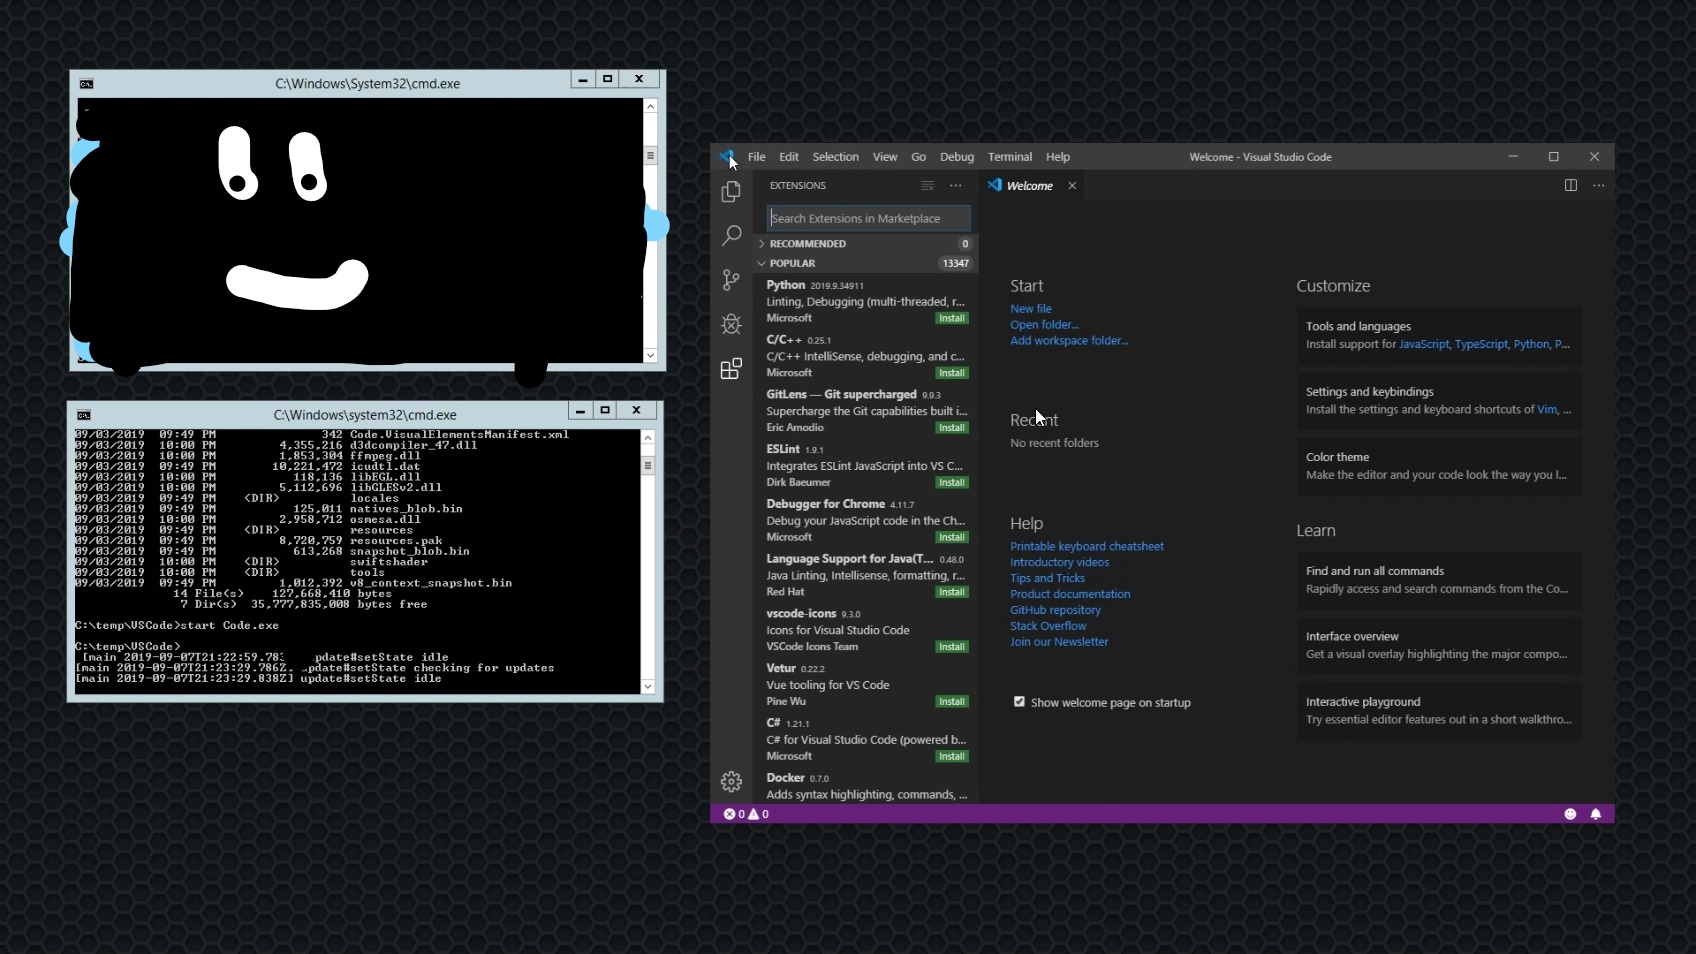 C:\Windows\System32\cmd.exe
C:\Windows\system32\cmd.exe
09/03/2019 09:49 PM 342 Code.VisualElementsManifest.xml
09/03/2019 10:00 PM 4,355,216 d3dcompiler_47.dll
09/03/2019 10:00 PM 1,853,304 ffmpeg.dll
09/03/2019 09:49 PM 10,221,472 icudtl.dat
09/03/2019 10:00 PM 118,136 libEGL.dll
09/03/2019 10:00 PM 5,112,696 libGLESv2.dll
09/03/2019 09:49 PM <DIR> locales
09/03/2019 09:49 PM 125,011 natives_blob.bin
09/03/2019 10:00 PM 2,958,712 osmesa.dll
09/03/2019 09:49 PM <DIR> resources
09/03/2019 09:49 PM 8,720,759 resources.pak
09/03/2019 09:49 PM 613,268 snapshot_blob.bin
09/03/2019 10:00 PM <DIR> swiftshader
09/03/2019 10:00 PM <DIR> tools
09/03/2019 09:49 PM 1,012,392 v8_context_snapshot.bin
14 File(s) 127,668,410 bytes
7 Dir(s) 35,777,835,008 bytes free
C:\temp\VSCode>start Code.exe
C:\temp\VSCode>
[main 2019-09-07T21:22:59.783 pdate#setState idle
[main 2019-09-07T21:23:29.786Z] update#setState checking for updates
[main 2019-09-07T21:23:29.838Z] update#setState idle
File Edit Selection View Go Debug Terminal Help
Welcome - Visual Studio Code
EXTENSIONS
Search Extensions in Marketplace
RECOMMENDED 0
POPULAR 13347
Python 2019.9.34911
Linting, Debugging (multi-threaded, r...
Microsoft Install
C/C++ 0.25.1
C/C++ IntelliSense, debugging, and c...
Microsoft Install
GitLens — Git supercharged 9.9.3
Supercharge the Git capabilities built i...
Eric Amodio Install
ESLint 1.9.1
Integrates ESLint JavaScript into VS C...
Dirk Baeumer Install
Debugger for Chrome 4.11.7
Debug your JavaScript code in the Ch...
Microsoft Install
Language Support for Java(T... 0.48.0
Java Linting, Intellisense, formatting, r...
Red Hat Install
vscode-icons 9.3.0
Icons for Visual Studio Code
VSCode Icons Team Install
Vetur 0.22.2
Vue tooling for VS Code
Pine Wu Install
C# 1.21.1
C# for Visual Studio Code (powered b...
Microsoft Install
Docker 0.7.0
Adds syntax highlighting, commands, ...
Welcome
Start
New file
Open folder...
Add workspace folder...
Recent
No recent folders
Help
Printable keyboard cheatsheet
Introductory videos
Tips and Tricks
Product documentation
GitHub repository
Stack Overflow
Join our Newsletter
Show welcome page on startup
Customize
Tools and languages
Install support for JavaScript, TypeScript, Python, P...
Settings and keybindings
Install the settings and keyboard shortcuts of Vim, ...
Color theme
Make the editor and your code look the way you l...
Learn
Find and run all commands
Rapidly access and search commands from the Co...
Interface overview
Get a visual overlay highlighting the major compo...
Interactive playground
Try essential editor features out in a short walkthro...
0 0